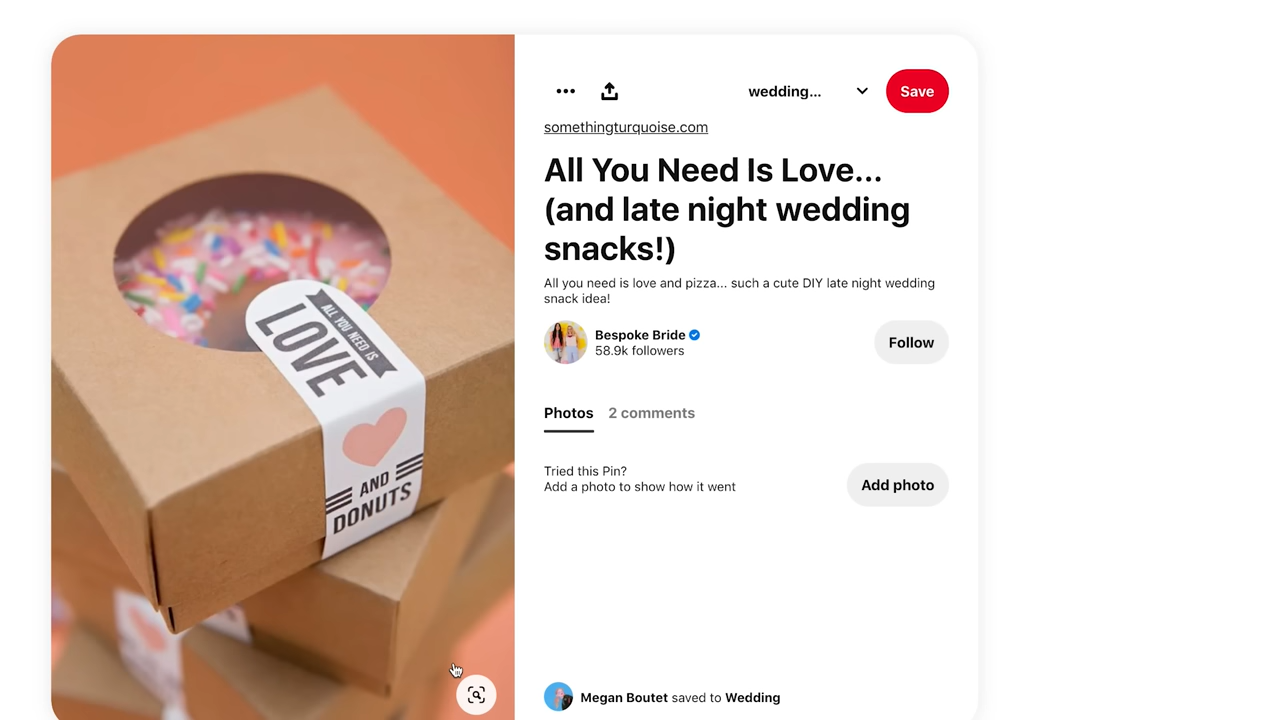 ALL YOU NEED IS
LOVE
AND
DONUTS
wedding...
Save
somethingturquoise.com
All You Need Is Love...
(and late night wedding
snacks!)
All you need is love and pizza... such a cute DIY late night wedding
snack idea!
Bespoke Bride
58.9k followers
Follow
Photos
2 comments
Tried this Pin?
Add a photo to show how it went
Add photo
Megan Boutet saved to Wedding